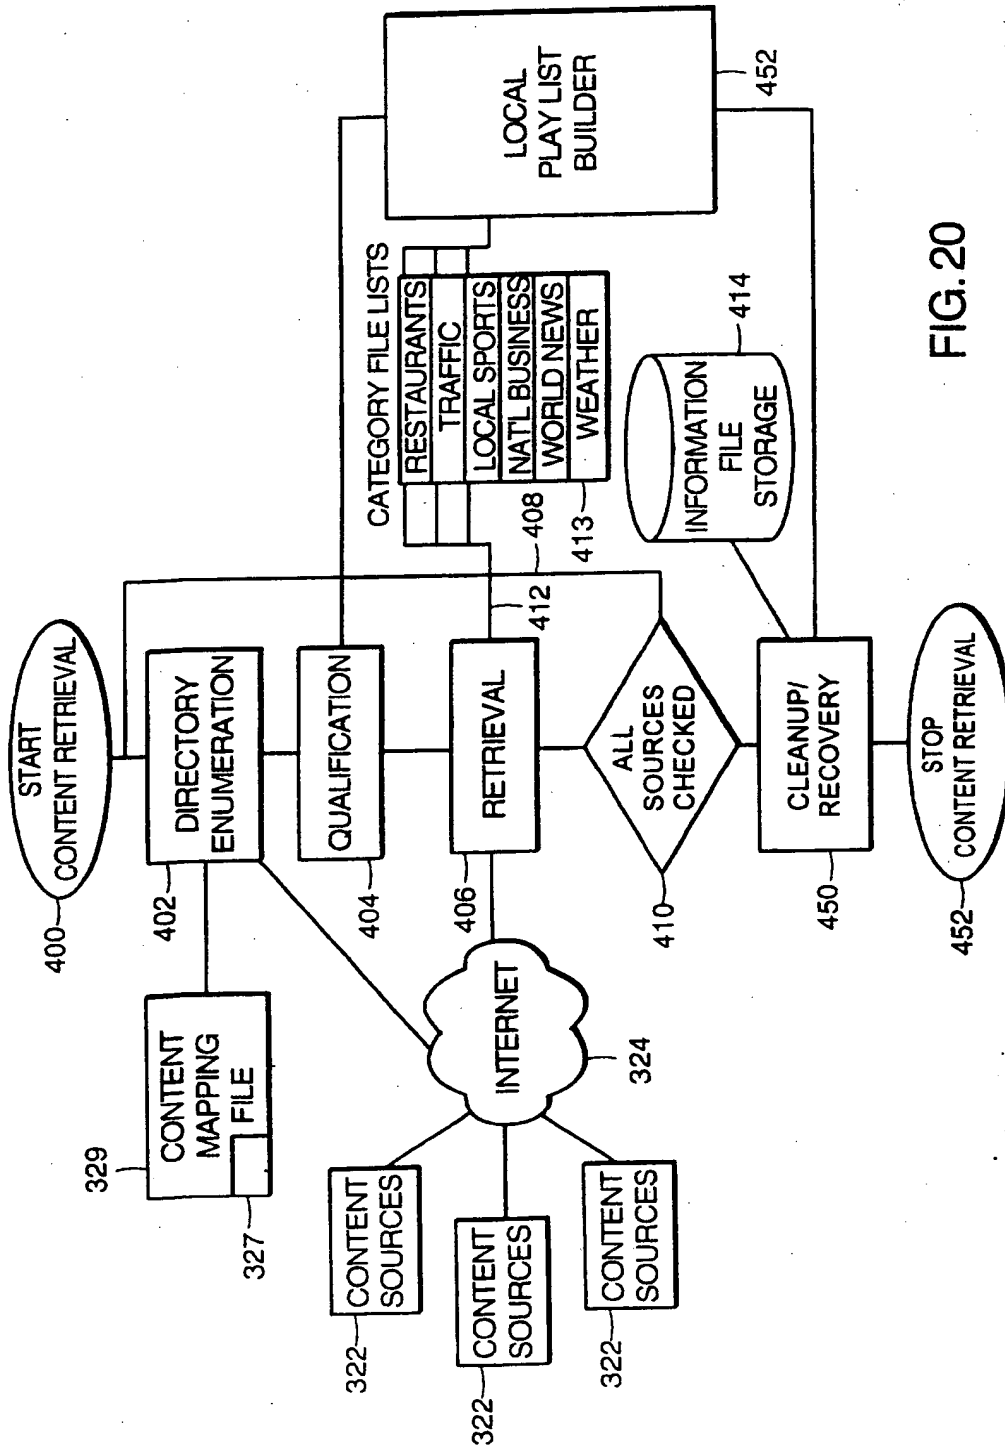 START
CONTENT RETRIEVAL
400
CONTENT
MAPPING
FILE
329
327
DIRECTORY
ENUMERATION
402
QUALIFICATION
404
CATEGORY FILE LISTS
RESTAURANTS
TRAFFIC
LOCAL SPORTS
NAT'L BUSINESS
WORLD NEWS
WEATHER
413
LOCAL
PLAY LIST
BUILDER
452
CONTENT
SOURCES
322
CONTENT
SOURCES
322
CONTENT
SOURCES
322
INTERNET
324
RETRIEVAL
406
412
408
ALL
SOURCES
CHECKED
410
INFORMATION
FILE
STORAGE
414
CLEANUP/
RECOVERY
450
STOP
CONTENT RETRIEVAL
452
FIG. 20